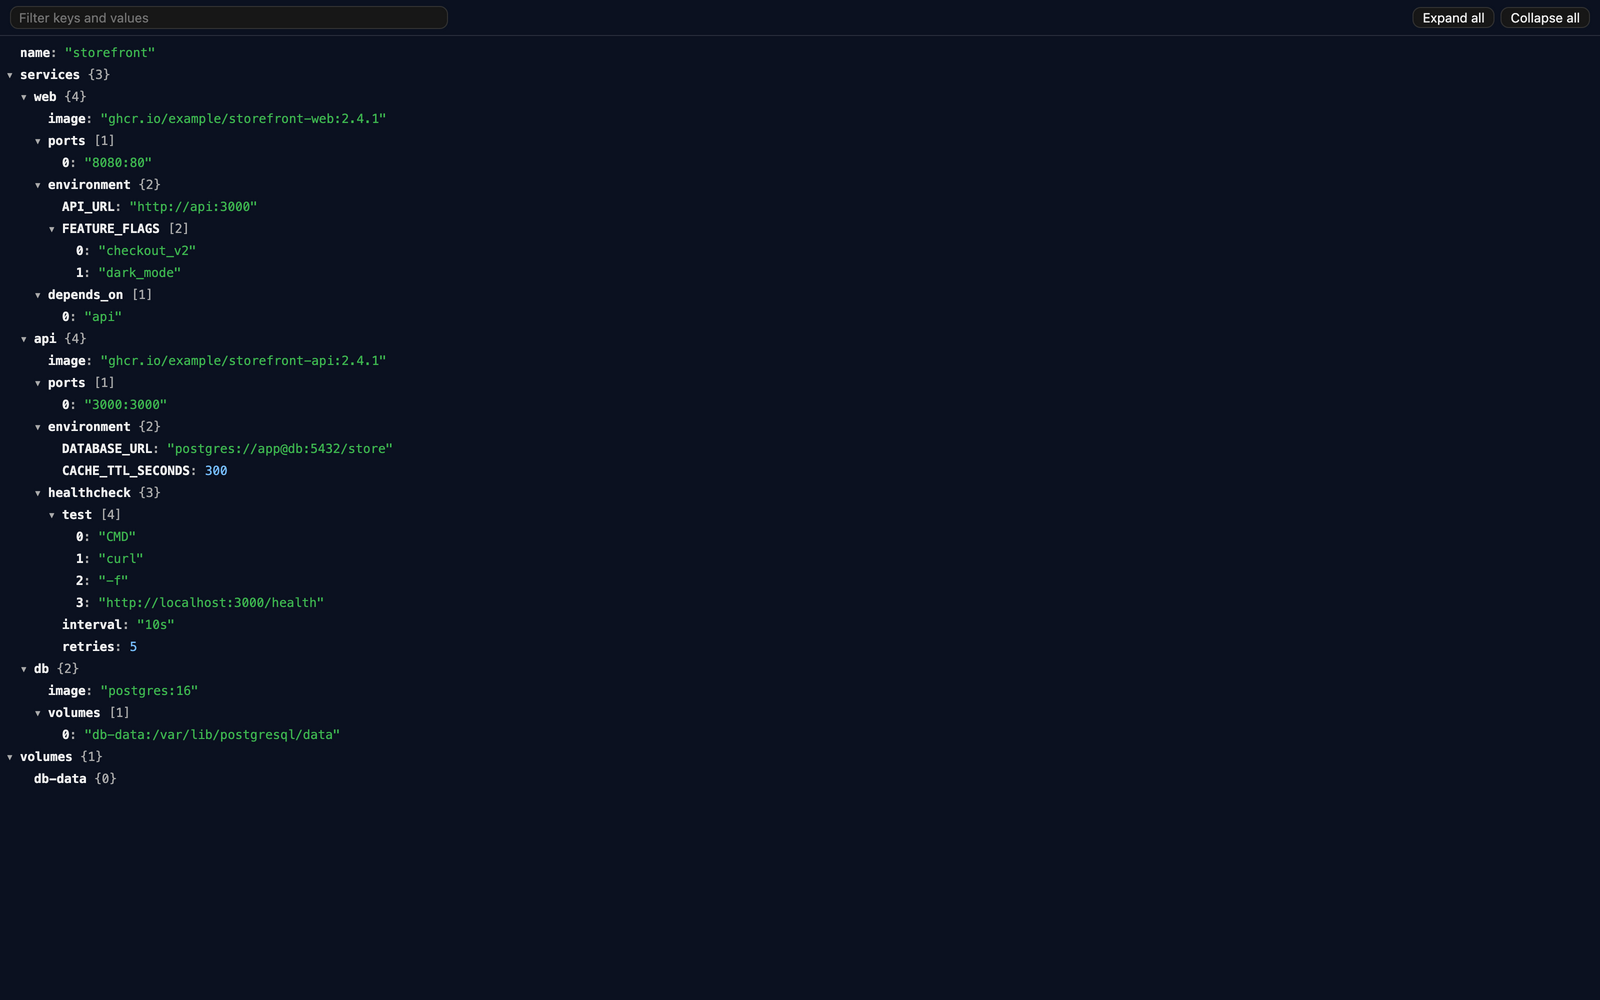 Filter keys and values Expand all Collapse all
name: "storefront"
▾ services {3}
▾ web {4}
image: "ghcr.io/example/storefront-web:2.4.1"
▾ ports [1]
0: "8080:80"
▾ environment {2}
API_URL: "http://api:3000"
▾ FEATURE_FLAGS [2]
0: "checkout_v2"
1: "dark_mode"
▾ depends_on [1]
0: "api"
▾ api {4}
image: "ghcr.io/example/storefront-api:2.4.1"
▾ ports [1]
0: "3000:3000"
▾ environment {2}
DATABASE_URL: "postgres://app@db:5432/store"
CACHE_TTL_SECONDS: 300
▾ healthcheck {3}
▾ test [4]
0: "CMD"
1: "curl"
2: "-f"
3: "http://localhost:3000/health"
interval: "10s"
retries: 5
▾ db {2}
image: "postgres:16"
▾ volumes [1]
0: "db-data:/var/lib/postgresql/data"
▾ volumes {1}
db-data {0}